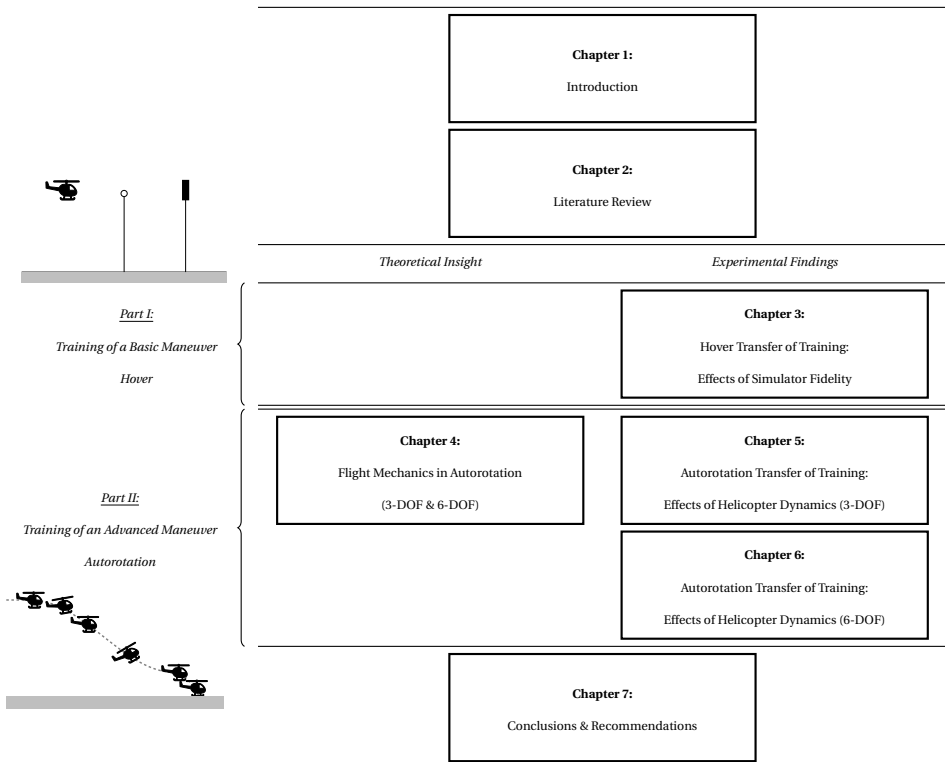 Chapter 1:
Introduction
Chapter 2:
Literature Review
Theoretical Insight
Experimental Findings
Part I:
Training of a Basic Maneuver
Hover
Chapter 3:
Hover Transfer of Training:
Effects of Simulator Fidelity
Part II:
Training of an Advanced Maneuver
Autorotation
Chapter 4:
Flight Mechanics in Autorotation
(3-DOF & 6-DOF)
Chapter 5:
Autorotation Transfer of Training:
Effects of Helicopter Dynamics (3-DOF)
Chapter 6:
Autorotation Transfer of Training:
Effects of Helicopter Dynamics (6-DOF)
Chapter 7:
Conclusions & Recommendations